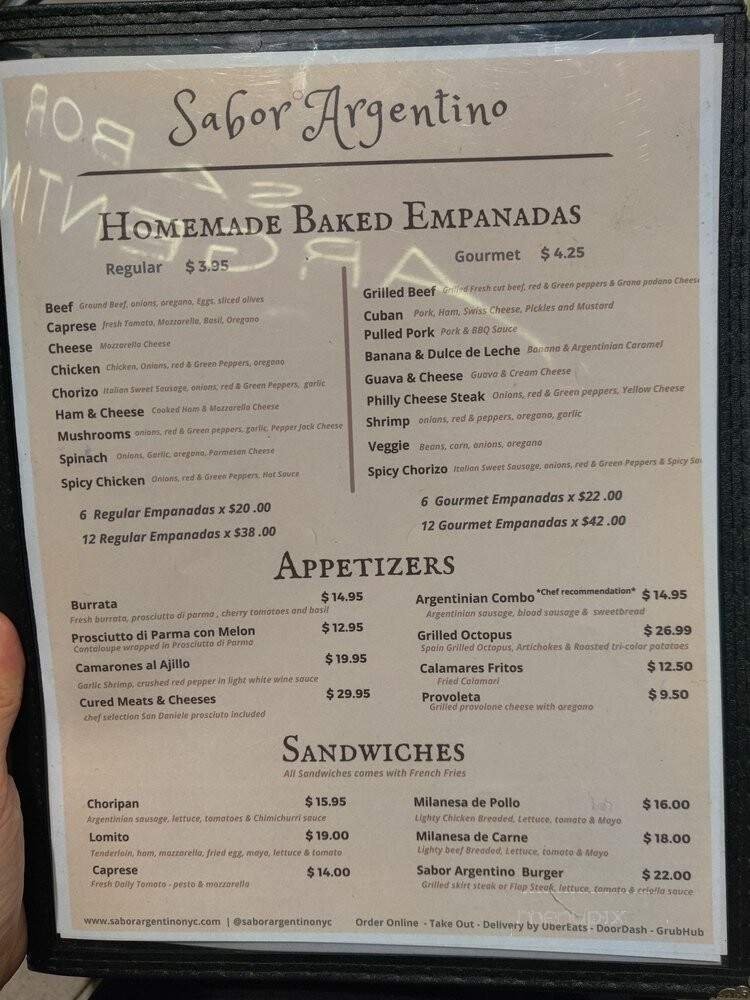 Sabor Argentino
Homemade Baked Empanadas
Regular $3.95
Beef Ground Beef, onions, oregano, Eggs, sliced olives
Caprese fresh Tomato, Mozzarella, Basil, Oregano
Cheese Mozzarella Cheese
Chicken Chicken, Onions, red & Green Peppers, oregano
Chorizo Italian Sweet Sausage, onions, red & Green Peppers, garlic
Ham & Cheese Cooked Ham & Mozzarella Cheese
Mushrooms onions, red & Green peppers, garlic, Pepper Jack Cheese
Spinach Onions, Garlic, oregano, Parmesan Cheese
Spicy Chicken Onions, red & Green Peppers, Hot Sauce
6 Regular Empanadas x $20 .00
12 Regular Empanadas x $38 .00
Gourmet $ 4.25
Grilled Beef Grilled Fresh cut beef, red & Green peppers & Grana padano Cheese
Cuban Pork, Ham, Swiss Cheese, Pickles and Mustard
Pulled Pork Pork & BBQ Sauce
Banana & Dulce de Leche Banana & Argentinian Caramel
Guava & Cheese Guava & Cream Cheese
Philly Cheese Steak Onions, red & Green peppers, Yellow Cheese
Shrimp onions, red & peppers, oregano, garlic
Veggie Beans, corn, onions, oregano
Spicy Chorizo Italian Sweet Sausage, onions, red & Green Peppers & Spicy
6 Gourmet Empanadas x $22 .00
12 Gourmet Empanadas x $42 .00
Appetizers
Burrata $14.95
Fresh burrata, prosciutto di parma , cherry tomatoes and basil
Prosciutto di Parma con Melon $12.95
Cantaloupe wrapped in Prosciutto di Parma
Camarones al Ajillo $19.95
Garlic Shrimp, crushed red pepper in light white wine sauce
Cured Meats & Cheeses $29.95
chef selection San Daniele prosciuto included
Argentinian Combo *Chef recommendation* $14.95
Argentinian sausage, blood sausage & sweetbread
Grilled Octopus $26.99
Spain Grilled Octopus, Artichokes & Roasted tri-color potatoes
Calamares Fritos $12.50
Fried Calamari
Provoleta $9.50
Grilled provolone cheese with oregano
Sandwiches
All Sandwiches comes with French Fries
Choripan $15.95
Argentinian sausage, lettuce, tomatoes & Chimichurri sauce
Lomito $19.00
Tenderloin, ham, mozzarella, fried egg, mayo, lettuce & tomato
Caprese $14.00
Fresh Daily Tomato - pesto & mozzarella
Milanesa de Pollo $16.00
Lighty Chicken Breaded, Lettuce, tomato & Mayo
Milanesa de Carne $18.00
Lighty beef Breaded, Lettuce, tomato & Mayo
Sabor Argentino Burger $22.00
Grilled skirt steak or Flap Steak, lettuce, tomato & criolla sauce
menupix
www.saborargentinonyc.com | @saborargentinonyc Order Online - Take Out - Delivery by UberEats - DoorDash - GrubHub